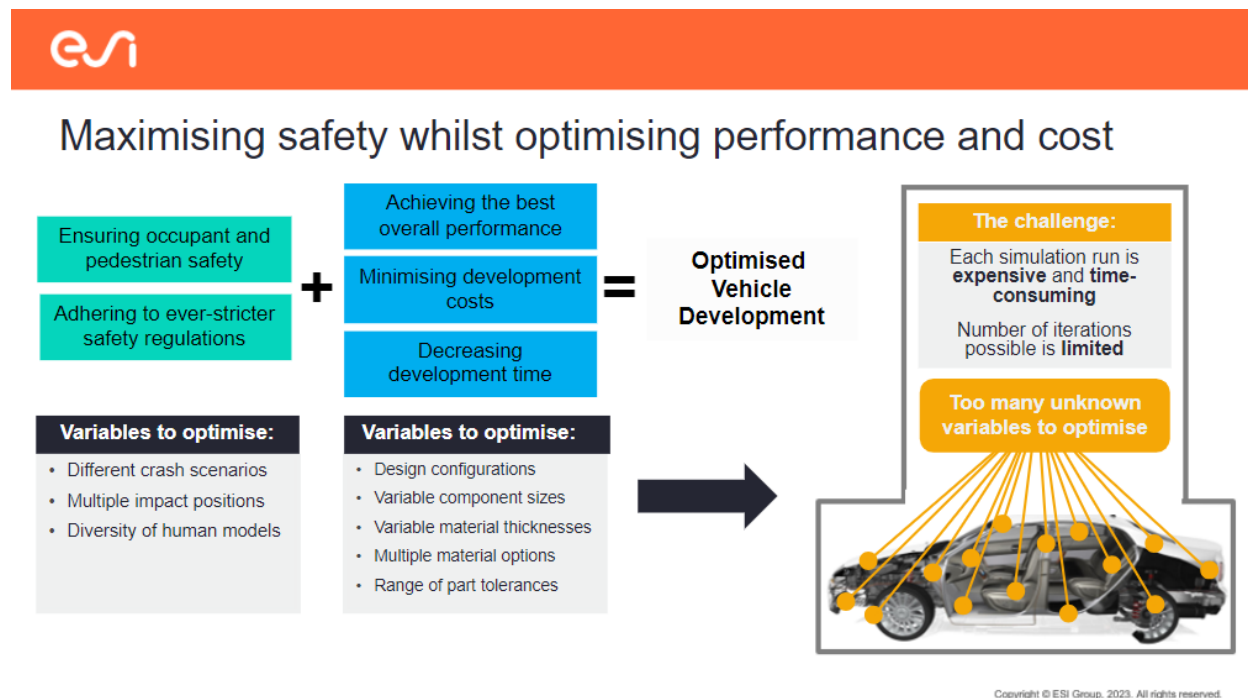 esi
Maximising safety whilst optimising performance and cost
Ensuring occupant and
pedestrian safety
Adhering to ever-stricter
safety regulations
+
Achieving the best
overall performance
Minimising development
costs
Decreasing
development time
=
Optimised
Vehicle
Development
Variables to optimise:
• Different crash scenarios
• Multiple impact positions
• Diversity of human models
Variables to optimise:
• Design configurations
• Variable component sizes
• Variable material thicknesses
• Multiple material options
• Range of part tolerances
The challenge:
Each simulation run is
expensive and time-
consuming
Number of iterations
possible is limited
Too many unknown
variables to optimise
Copyright © ESI Group, 2023. All rights reserved.